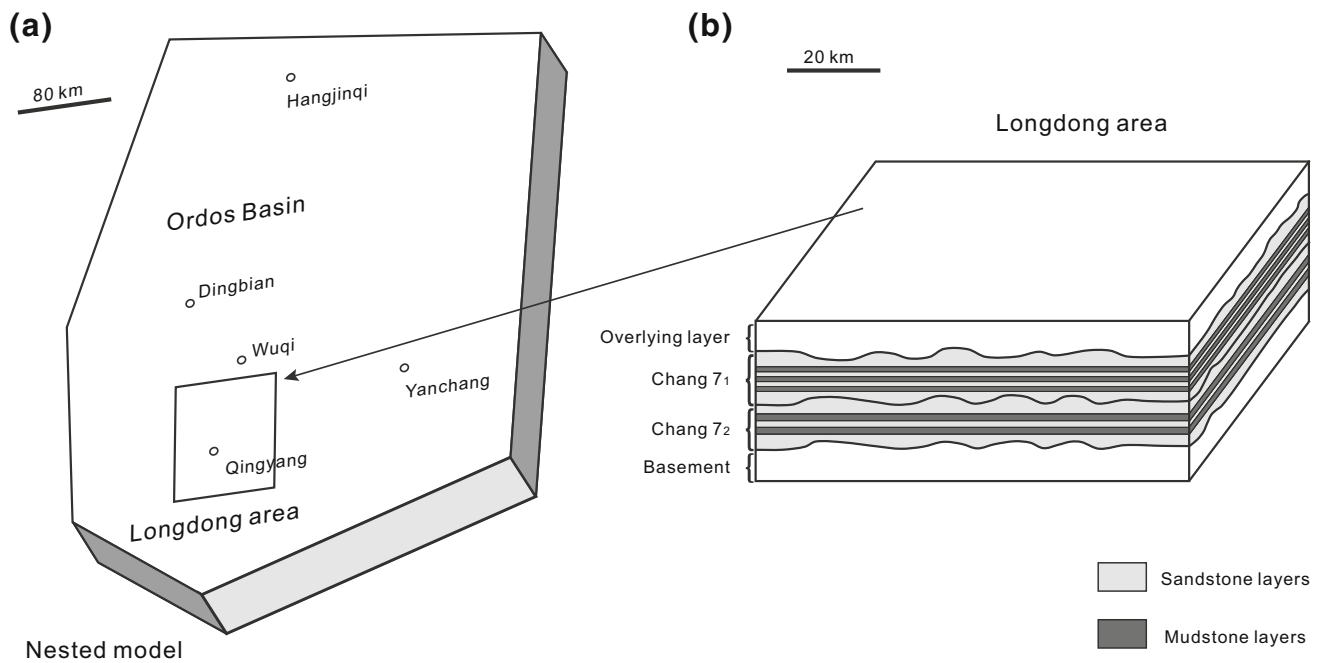 (a)
80 km
Hangjinqi
Ordos Basin
Dingbian
Wuqi
Yanchang
Qingyang
Longdong area
Nested model
(b)
20 km
Longdong area
Overlying layer
Chang 7₁
Chang 7₂
Basement
Sandstone layers
Mudstone layers